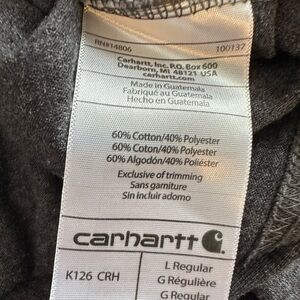 RN#14806 100137
Carhartt, Inc. P.O. Box 600
Dearborn, MI 48121 USA
carhartt.com
Made in Guatemala
Fabriqué au Guatemala
Hecho en Guatemala
60% Cotton/40% Polyester
60% Coton/40% Polyester
60% Algodón/40% Poliéster
Exclusive of trimming
Sans garniture
Sin incluir adorno
carhartt
K126 CRH
L Regular
G Régulière
G Regular